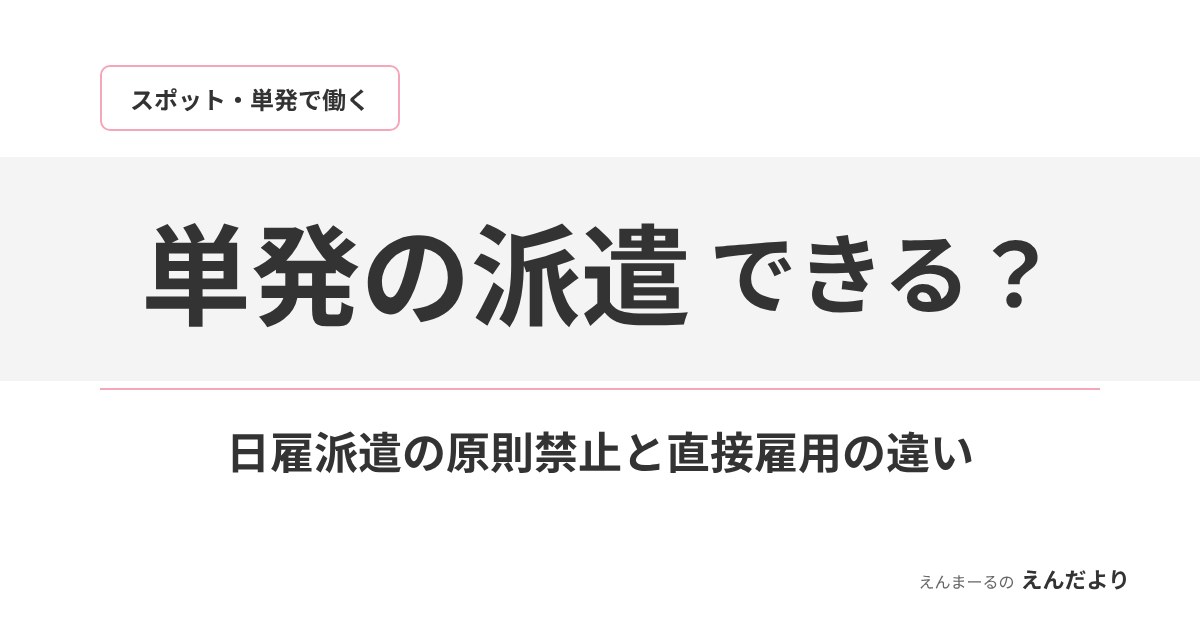 スポット・単発で働く
単発の派遣 できる？
日雇派遣の原則禁止と直接雇用の違い
えんまーるの えんだより